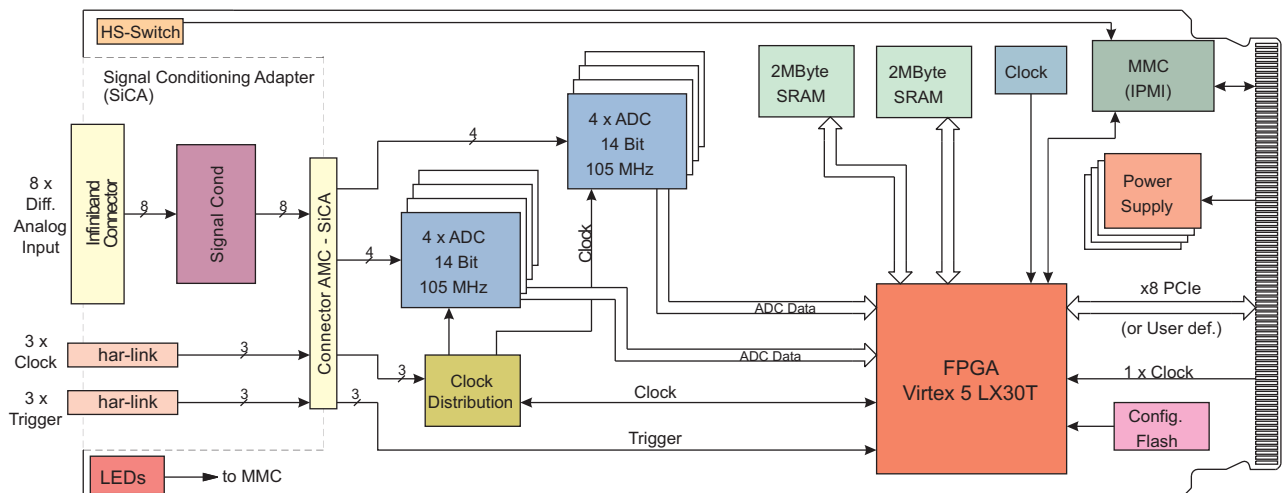 HS-Switch
Signal Conditioning Adapter
(SiCA)
8 x
Diff.
Analog
Input
Infiniband
Connector
8
Signal Cond
8
Connector AMC - SiCA
4
4
4 x ADC
14 Bit
105 MHz
4 x ADC
14 Bit
105 MHz
Clock
2MByte
SRAM
2MByte
SRAM
Clock
MMC
(IPMI)
Power
Supply
ADC Data
ADC Data
x8 PCIe
(or User def.)
FPGA
Virtex 5 LX30T
1 x Clock
Config.
Flash
3 x
Clock
har-link
3
3
Clock
Distribution
Clock
3 x
Trigger
har-link
3
3
Trigger
LEDs
to MMC